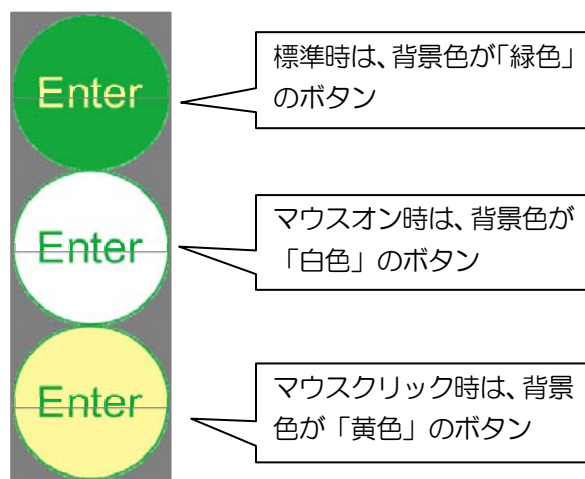 Enter
標準時は、背景色が「緑色」
のボタン
Enter
マウスオン時は、背景色が
「白色」のボタン
Enter
マウスクリック時は、背景
色が「黄色」のボタン